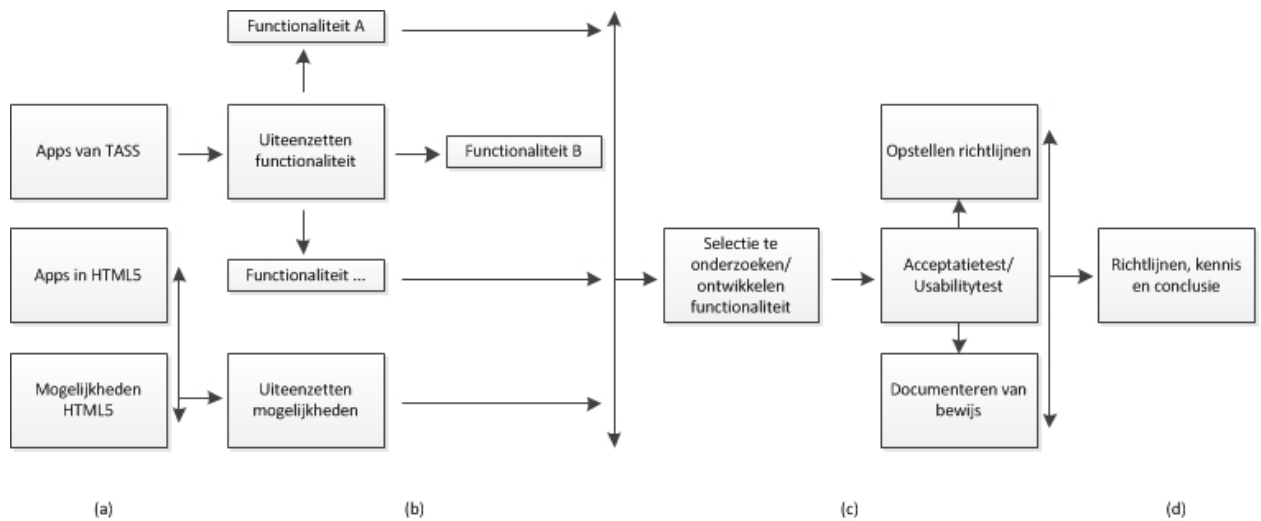 Functionaliteit A
Apps van TASS
Uiteenzetten
functionaliteit
Functionaliteit B
Opstellen richtlijnen
Apps in HTML5
Functionaliteit ...
Selectie te
onderzoeken/
ontwikkelen
functionaliteit
Acceptatietest/
Usabilitytest
Richtlijnen, kennis
en conclusie
Mogelijkheden
HTML5
Uiteenzetten
mogelijkheden
Documenteren van
bewijs
(a)
(b)
(c)
(d)